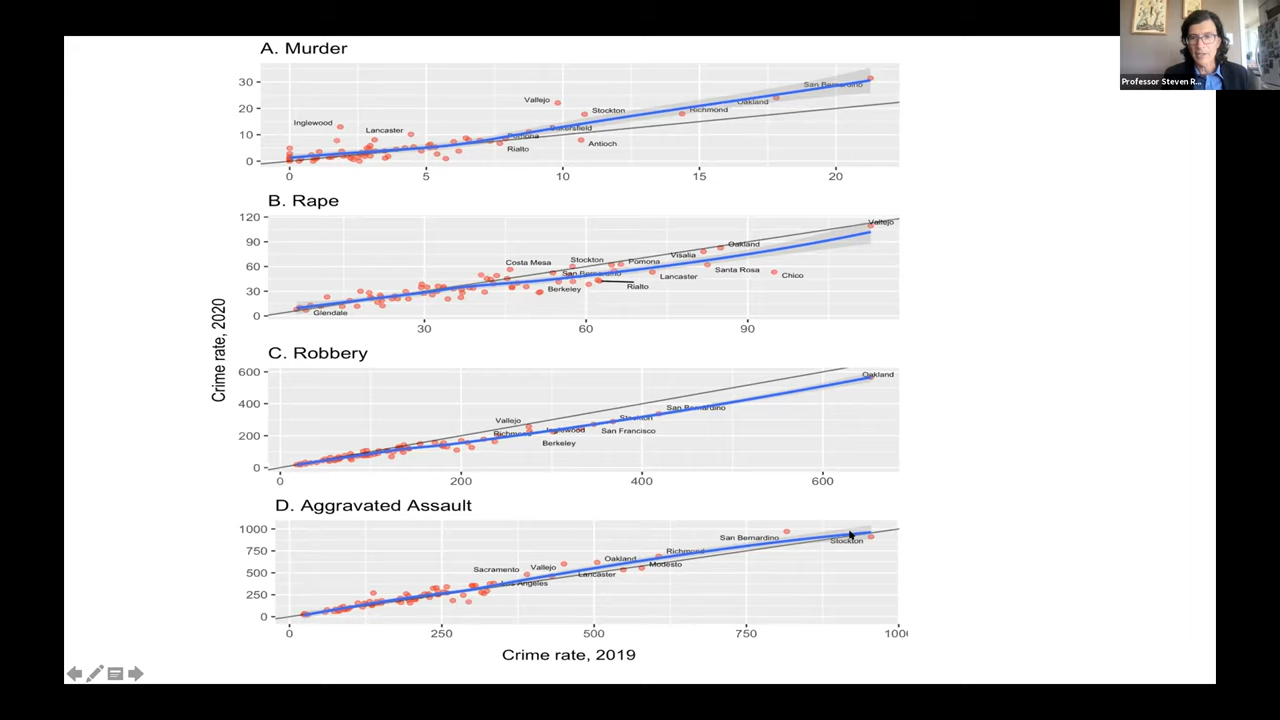 Professor Steven R...
A. Murder
30
20
10
0
San Bernardino
Vallejo
Oakland
Stockton
Richmond
Inglewood
Lancaster
Bakersfield
Pomona
Antioch
Rialto
0 5 10 15 20
B. Rape
120
90
60
30
0
Vallejo
Oakland
Visalia
Costa Mesa
Stockton
Pomona
San Bernardino
Lancaster
Santa Rosa
Chico
Berkeley
Rialto
Glendale
30 60 90
Crime rate, 2020
C. Robbery
600
400
200
0
Oakland
San Bernardino
Stockton
Vallejo
Richmond
Inglewood
San Francisco
Berkeley
0 200 400 600
D. Aggravated Assault
1000
750
500
250
0
San Bernardino
Stockton
Richmond
Oakland
Modesto
Vallejo
Sacramento
Lancaster
Los Angeles
0 250 500 750 100
Crime rate, 2019